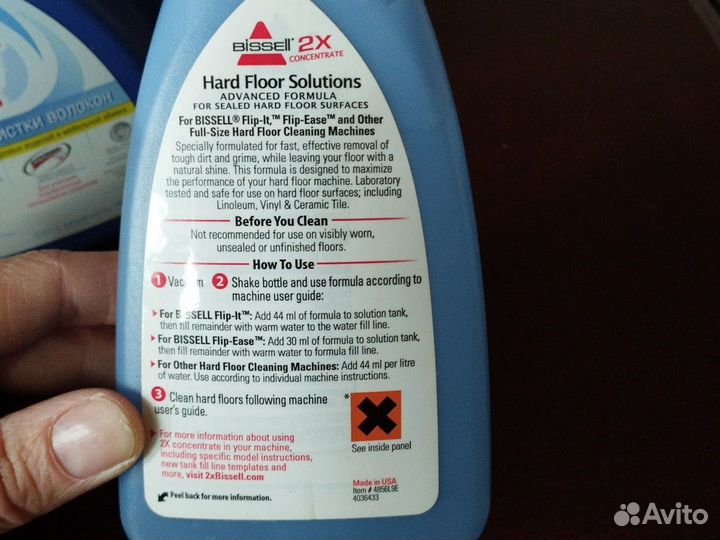 BISSELL® 2X
CONCENTRATE
Hard Floor Solutions
ADVANCED FORMULA
FOR SEALED HARD FLOOR SURFACES
For BISSELL® Flip-It,™ Flip-Ease™ and Other
Full-Size Hard Floor Cleaning Machines
Specially formulated for fast, effective removal of
tough dirt and grime, while leaving your floor with a
natural shine. This formula is designed to maximize
the performance of your hard floor machine. Laboratory
tested and safe for use on hard floor surfaces; including
Linoleum, Vinyl & Ceramic Tile.
Before You Clean
Not recommended for use on visibly worn,
unsealed or unfinished floors.
How To Use
1 Vacuum 2 Shake bottle and use formula according to
machine user guide:
For BISSELL Flip-It™: Add 44 ml of formula to solution tank,
then fill remainder with warm water to the water fill line.
For BISSELL Flip-Ease™: Add 30 ml of formula to solution tank,
then fill remainder with warm water to formula fill line.
For Other Hard Floor Cleaning Machines: Add 44 ml per litre
of water. Use according to individual machine instructions.
3 Clean hard floors following machine
user's guide.
*
See inside panel
For more information about using
2X concentrate in your machine,
including specific model instructions,
new tank fill line templates and
more, visit 2xBissell.com
Peel back for more information.
Made in USA
Item # 4856L9E
4036433
ИСТКИ ВОЛОКОН
Avito